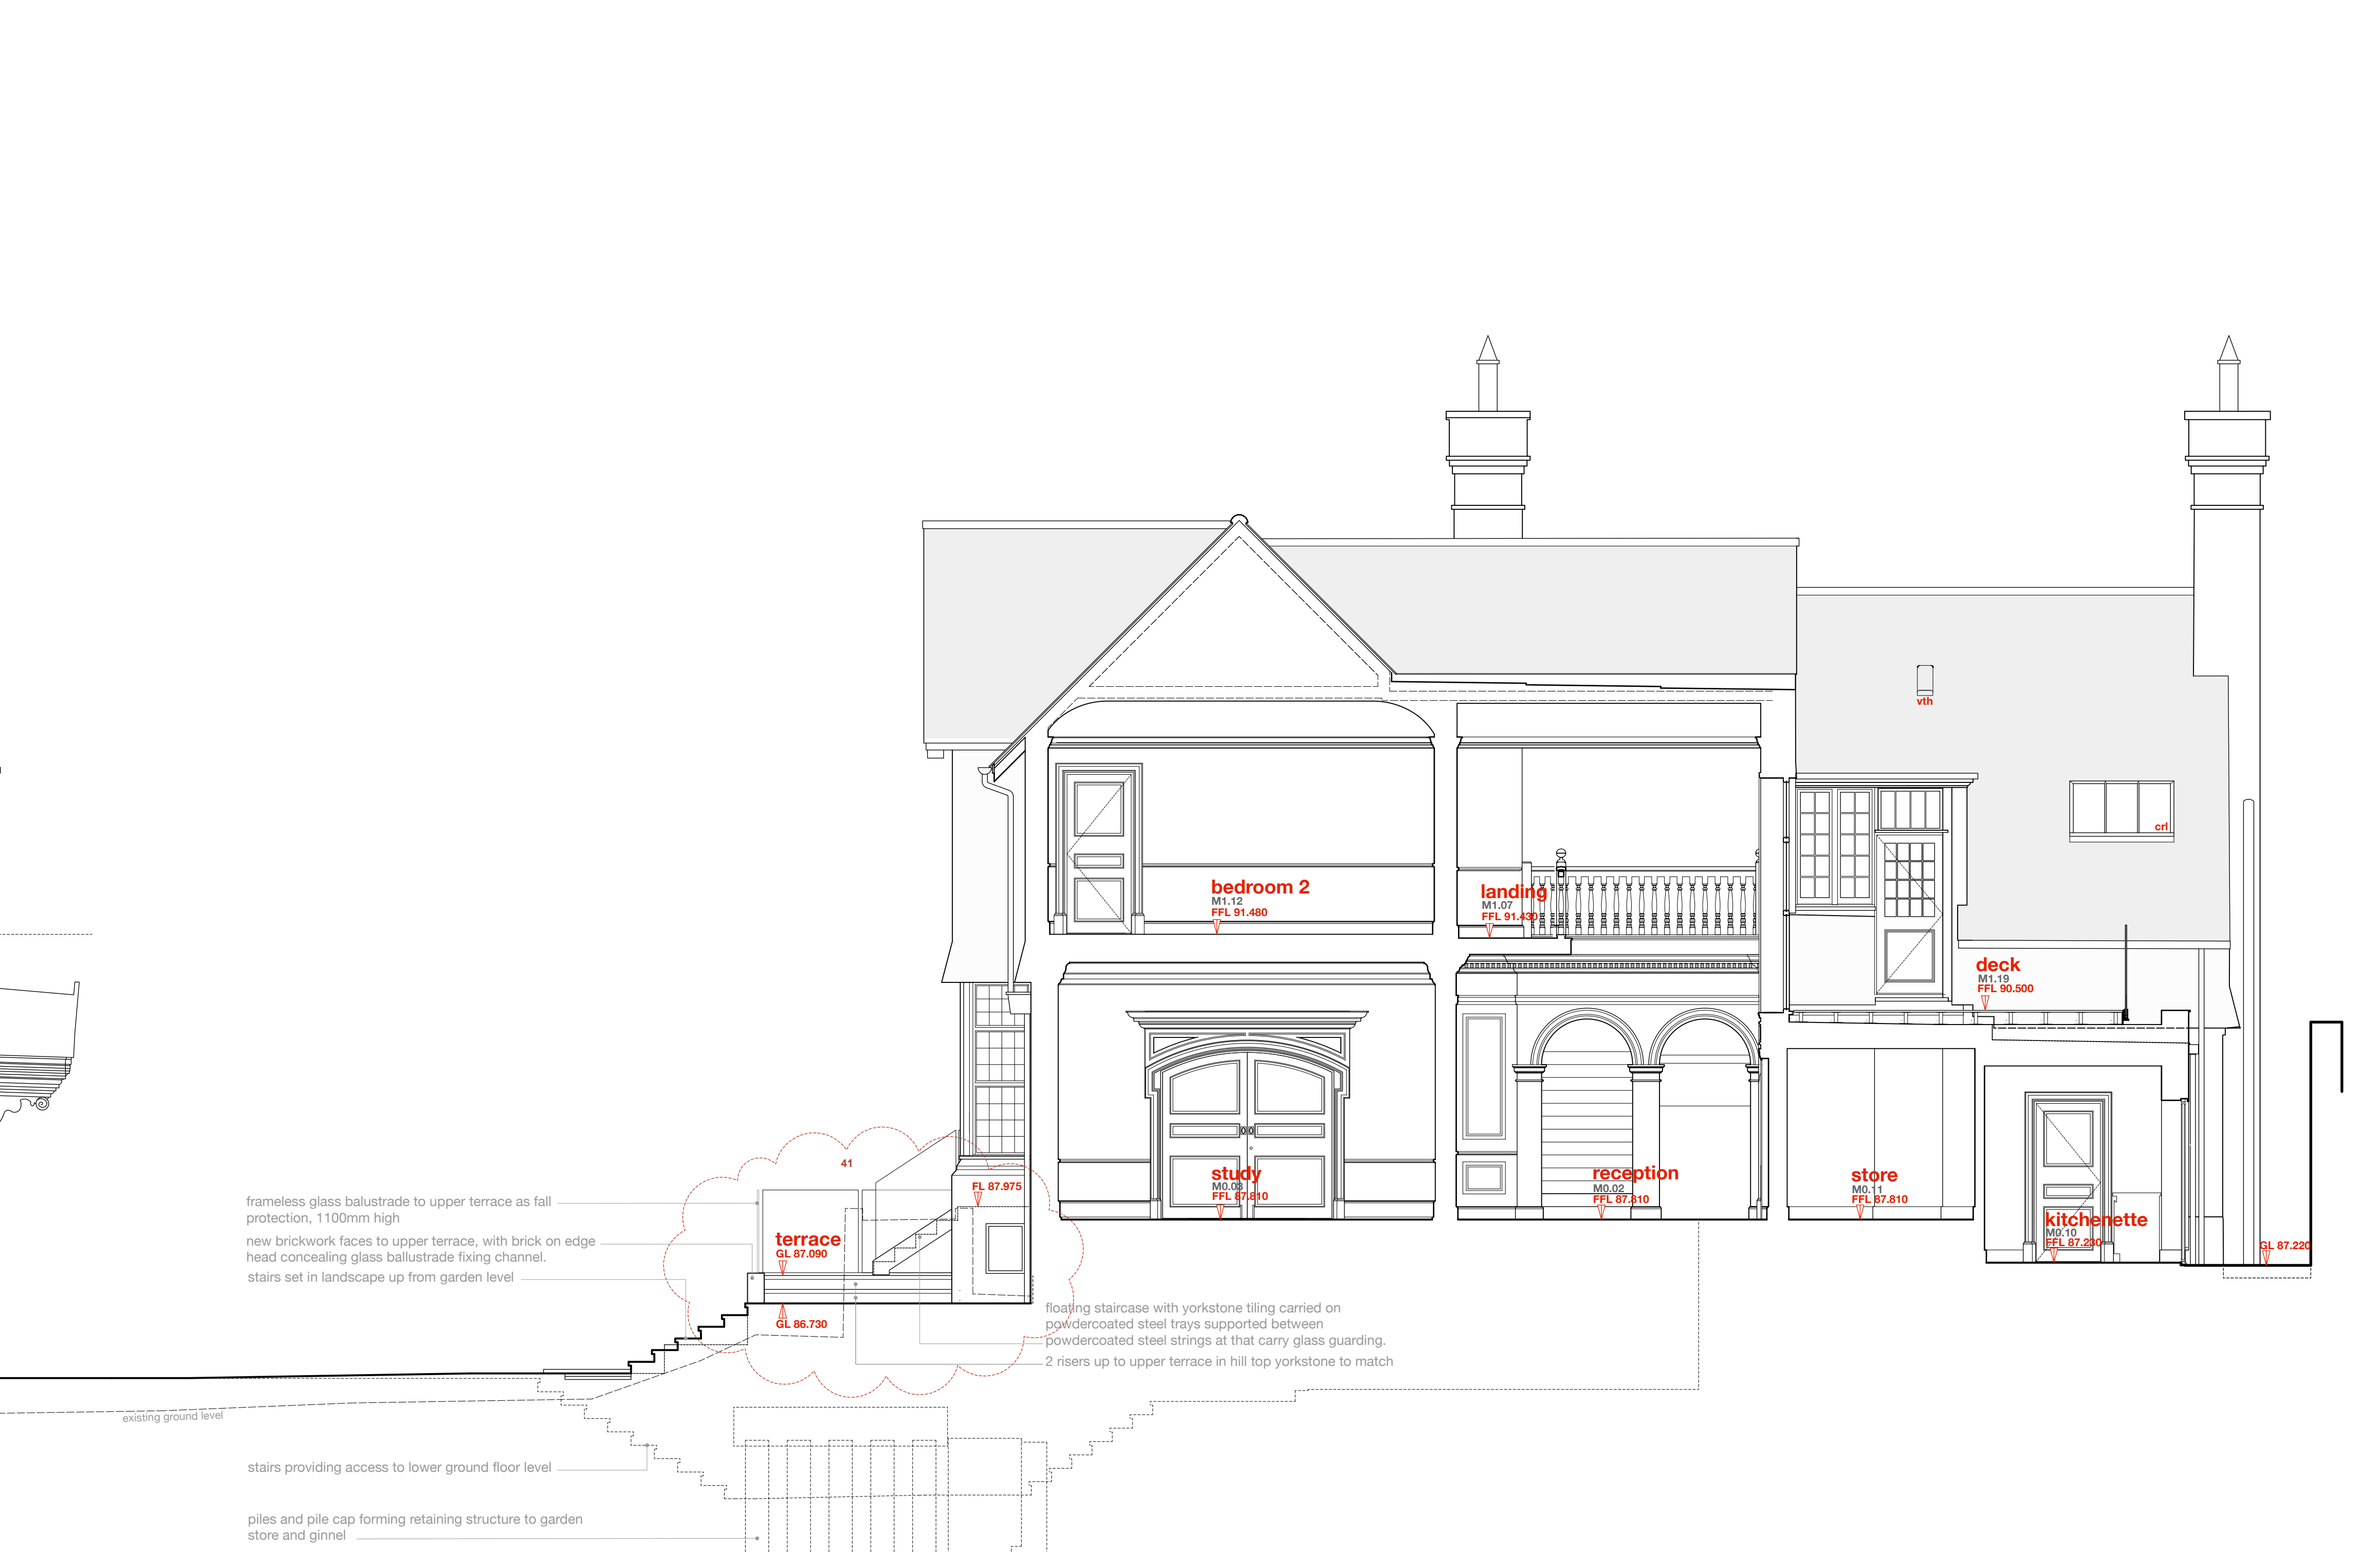 vth
crl
bedroom 2
M1.12
FFL 91.480
landing
M1.07
FFL 91.430
deck
M1.19
FFL 90.500
41
study
M0.03
FFL 87.810
reception
M0.02
FFL 87.810
store
M0.11
FFL 87.810
kitchenette
M0.10
FFL 87.230
GL 87.220
FL 87.975
terrace
GL 87.090
GL 86.730
frameless glass balustrade to upper terrace as fall
protection, 1100mm high
new brickwork faces to upper terrace, with brick on edge
head concealing glass ballustrade fixing channel.
stairs set in landscape up from garden level
floating staircase with yorkstone tiling carried on
powdercoated steel trays supported between
powdercoated steel strings at that carry glass guarding.
2 risers up to upper terrace in hill top yorkstone to match
existing ground level
stairs providing access to lower ground floor level
piles and pile cap forming retaining structure to garden
store and ginnel